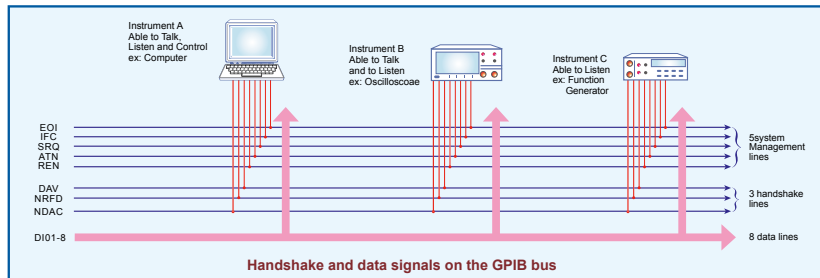 Instrument A
Able to Talk,
Listen and Control
ex: Computer
Instrument B
Able to Talk
and to Listen
ex: Oscilloscoae
Instrument C
Able to Listen
ex: Function
Generator
EOI
IFC
SRQ
ATN
REN
5system
Management
lines
DAV
NRFD
NDAC
3 handshake
lines
DI01-8
8 data lines
Handshake and data signals on the GPIB bus